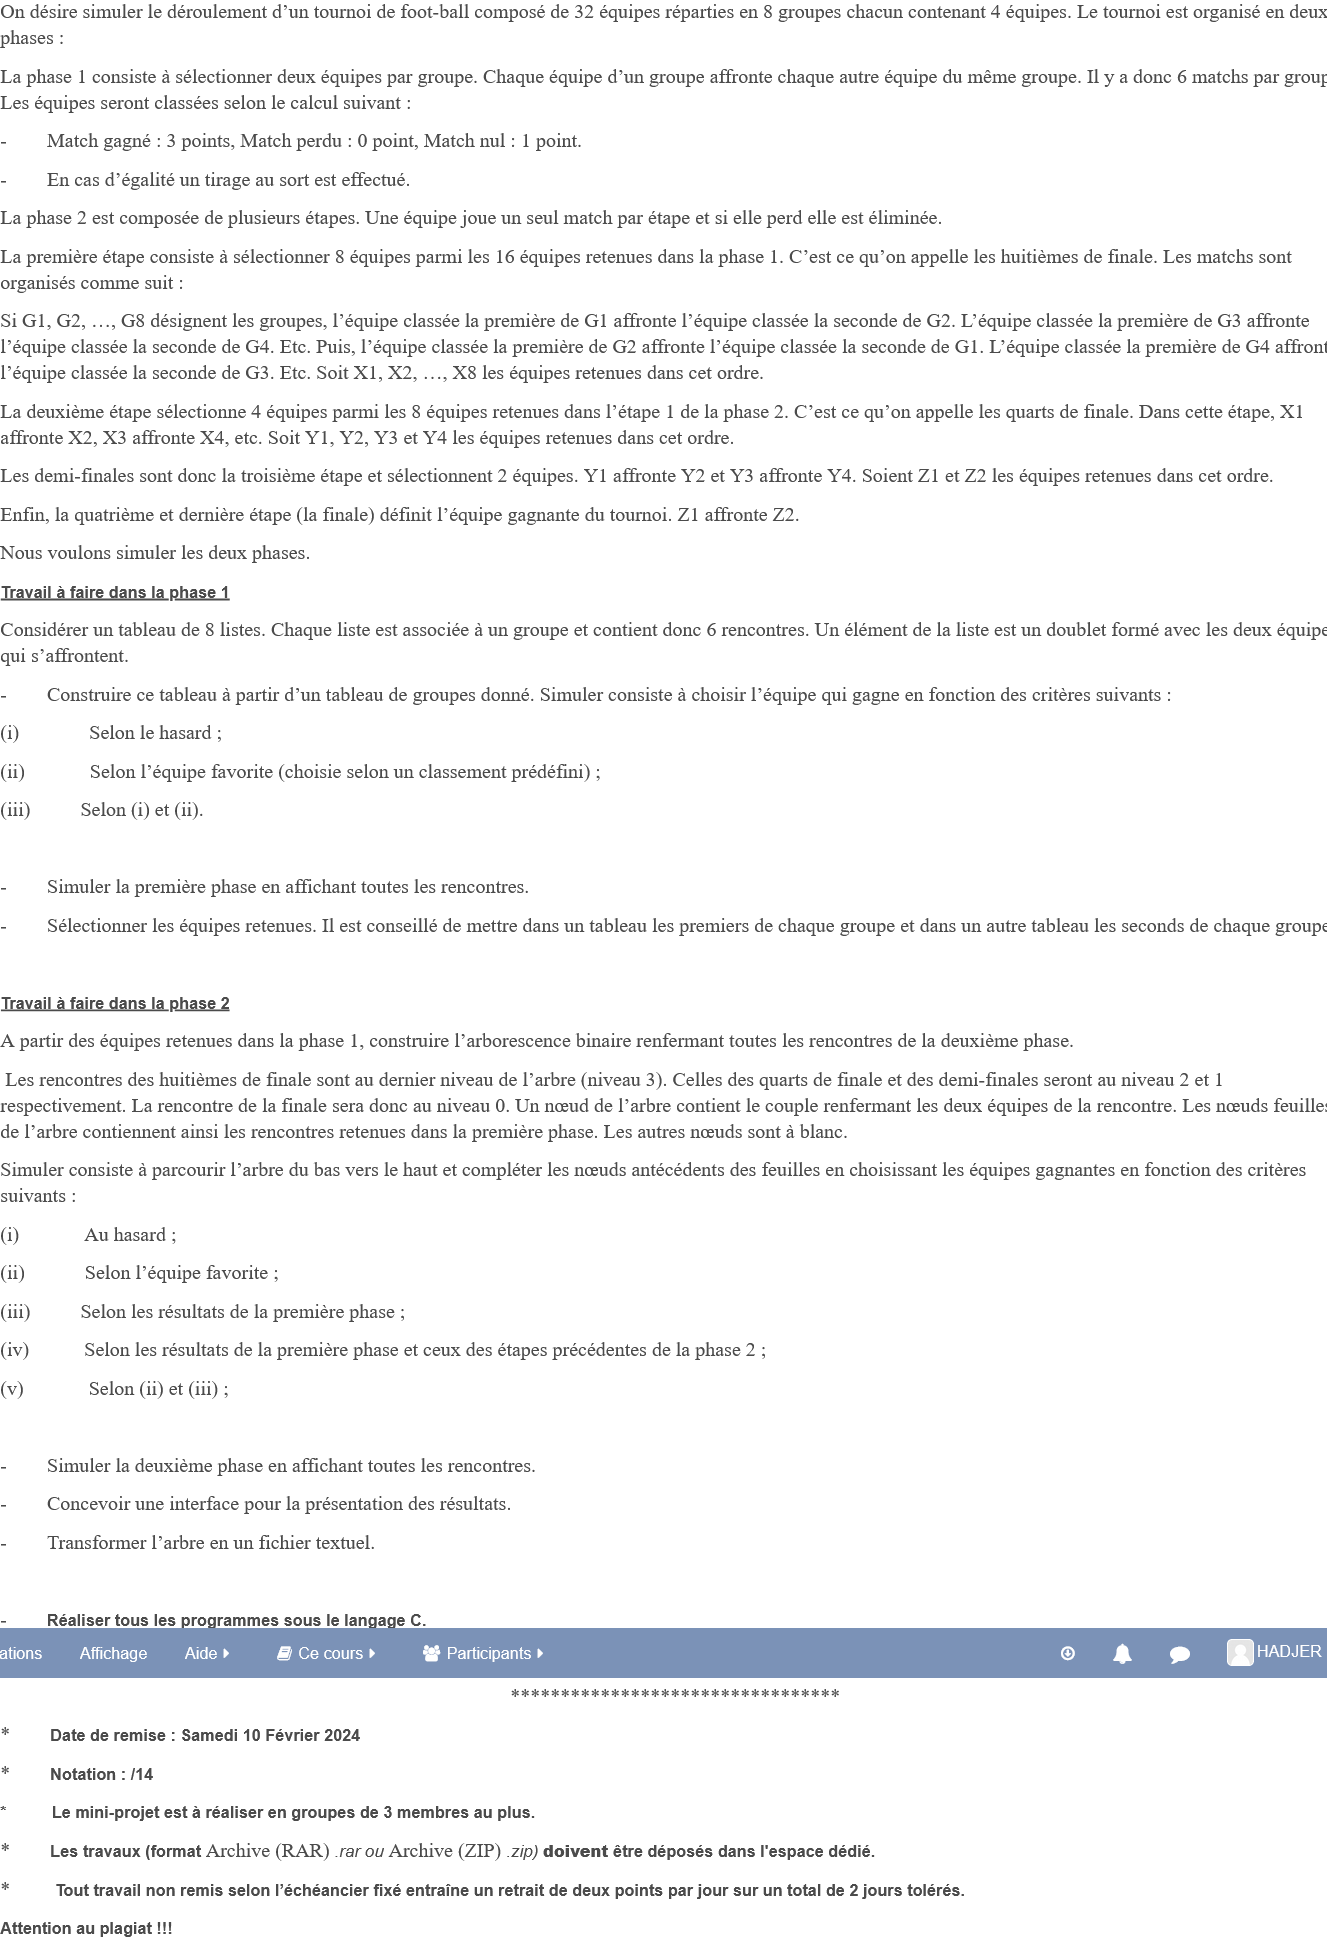 On désire simuler le déroulement d’un tournoi de foot-ball composé de 32 équipes réparties en 8 groupes chacun contenant 4 équipes. Le tournoi est organisé en deux
phases :
La phase 1 consiste à sélectionner deux équipes par groupe. Chaque équipe d’un groupe affronte chaque autre équipe du même groupe. Il y a donc 6 matchs par group
Les équipes seront classées selon le calcul suivant :
- Match gagné : 3 points, Match perdu : 0 point, Match nul : 1 point.
- En cas d’égalité un tirage au sort est effectué.
La phase 2 est composée de plusieurs étapes. Une équipe joue un seul match par étape et si elle perd elle est éliminée.
La première étape consiste à sélectionner 8 équipes parmi les 16 équipes retenues dans la phase 1. C’est ce qu’on appelle les huitièmes de finale. Les matchs sont
organisés comme suit :
Si G1, G2, …, G8 désignent les groupes, l’équipe classée la première de G1 affronte l’équipe classée la seconde de G2. L’équipe classée la première de G3 affronte
l’équipe classée la seconde de G4. Etc. Puis, l’équipe classée la première de G2 affronte l’équipe classée la seconde de G1. L’équipe classée la première de G4 affront
l’équipe classée la seconde de G3. Etc. Soit X1, X2, …, X8 les équipes retenues dans cet ordre.
La deuxième étape sélectionne 4 équipes parmi les 8 équipes retenues dans l’étape 1 de la phase 2. C’est ce qu’on appelle les quarts de finale. Dans cette étape, X1
affronte X2, X3 affronte X4, etc. Soit Y1, Y2, Y3 et Y4 les équipes retenues dans cet ordre.
Les demi-finales sont donc la troisième étape et sélectionnent 2 équipes. Y1 affronte Y2 et Y3 affronte Y4. Soient Z1 et Z2 les équipes retenues dans cet ordre.
Enfin, la quatrième et dernière étape (la finale) définit l’équipe gagnante du tournoi. Z1 affronte Z2.
Nous voulons simuler les deux phases.
Travail à faire dans la phase 1
Considérer un tableau de 8 listes. Chaque liste est associée à un groupe et contient donc 6 rencontres. Un élément de la liste est un doublet formé avec les deux équipe
qui s’affrontent.
- Construire ce tableau à partir d’un tableau de groupes donné. Simuler consiste à choisir l’équipe qui gagne en fonction des critères suivants :
(i) Selon le hasard ;
(ii) Selon l’équipe favorite (choisie selon un classement prédéfini) ;
(iii) Selon (i) et (ii).
- Simuler la première phase en affichant toutes les rencontres.
- Sélectionner les équipes retenues. Il est conseillé de mettre dans un tableau les premiers de chaque groupe et dans un autre tableau les seconds de chaque groupe
Travail à faire dans la phase 2
A partir des équipes retenues dans la phase 1, construire l’arborescence binaire renfermant toutes les rencontres de la deuxième phase.
Les rencontres des huitièmes de finale sont au dernier niveau de l’arbre (niveau 3). Celles des quarts de finale et des demi-finales seront au niveau 2 et 1
respectivement. La rencontre de la finale sera donc au niveau 0. Un nœud de l’arbre contient le couple renfermant les deux équipes de la rencontre. Les nœuds feuilles
de l’arbre contiennent ainsi les rencontres retenues dans la première phase. Les autres nœuds sont à blanc.
Simuler consiste à parcourir l’arbre du bas vers le haut et compléter les nœuds antécédents des feuilles en choisissant les équipes gagnantes en fonction des critères
suivants :
(i) Au hasard ;
(ii) Selon l’équipe favorite ;
(iii) Selon les résultats de la première phase ;
(iv) Selon les résultats de la première phase et ceux des étapes précédentes de la phase 2 ;
(v) Selon (ii) et (iii) ;
- Simuler la deuxième phase en affichant toutes les rencontres.
- Concevoir une interface pour la présentation des résultats.
- Transformer l’arbre en un fichier textuel.
- Réaliser tous les programmes sous le langage C.
ations Affichage Aide Ce cours Participants HADJER
*********************************
* Date de remise : Samedi 10 Février 2024
* Notation : /14
* Le mini-projet est à réaliser en groupes de 3 membres au plus.
* Les travaux (format Archive (RAR) .rar ou Archive (ZIP) .zip) doivent être déposés dans l'espace dédié.
* Tout travail non remis selon l’échéancier fixé entraîne un retrait de deux points par jour sur un total de 2 jours tolérés.
Attention au plagiat !!!